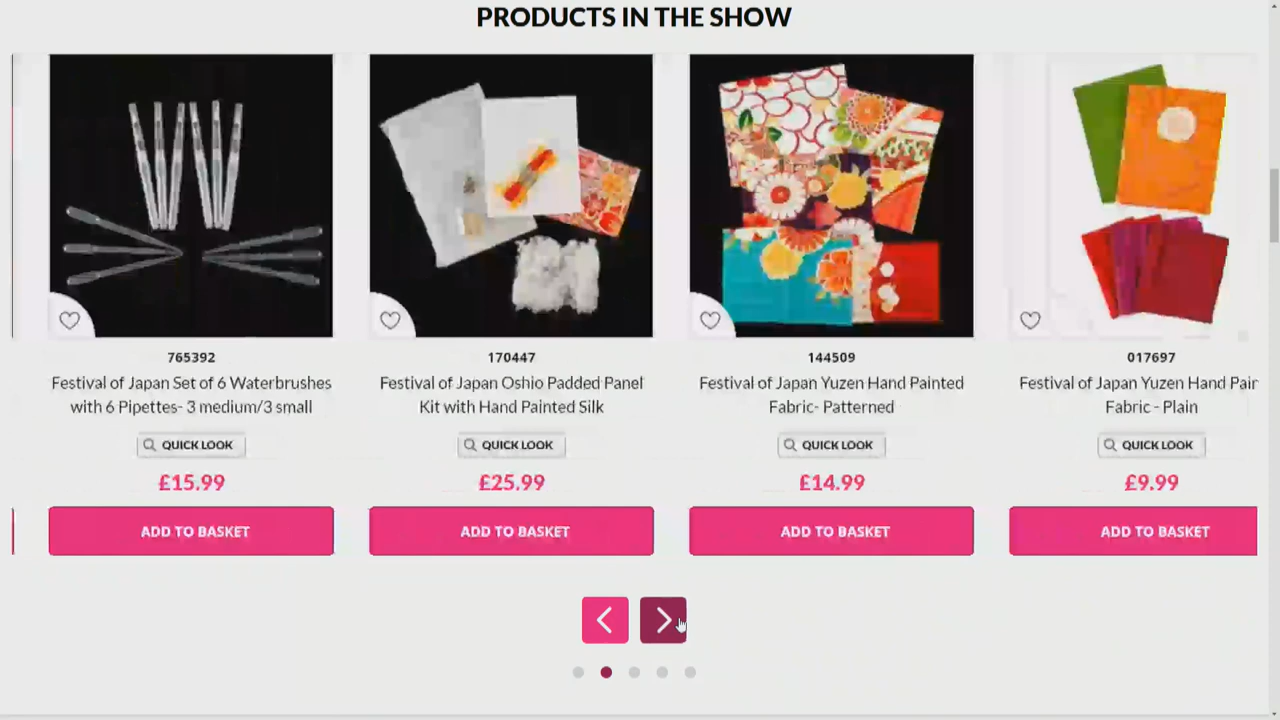 PRODUCTS IN THE SHOW
765392
Festival of Japan Set of 6 Waterbrushes
with 6 Pipettes- 3 medium/3 small
QUICK LOOK
£15.99
ADD TO BASKET
170447
Festival of Japan Oshio Padded Panel
Kit with Hand Painted Silk
QUICK LOOK
£25.99
ADD TO BASKET
144509
Festival of Japan Yuzen Hand Painted
Fabric- Patterned
QUICK LOOK
£14.99
ADD TO BASKET
017697
Festival of Japan Yuzen Hand Pain
Fabric - Plain
QUICK LOOK
£9.99
ADD TO BASKET